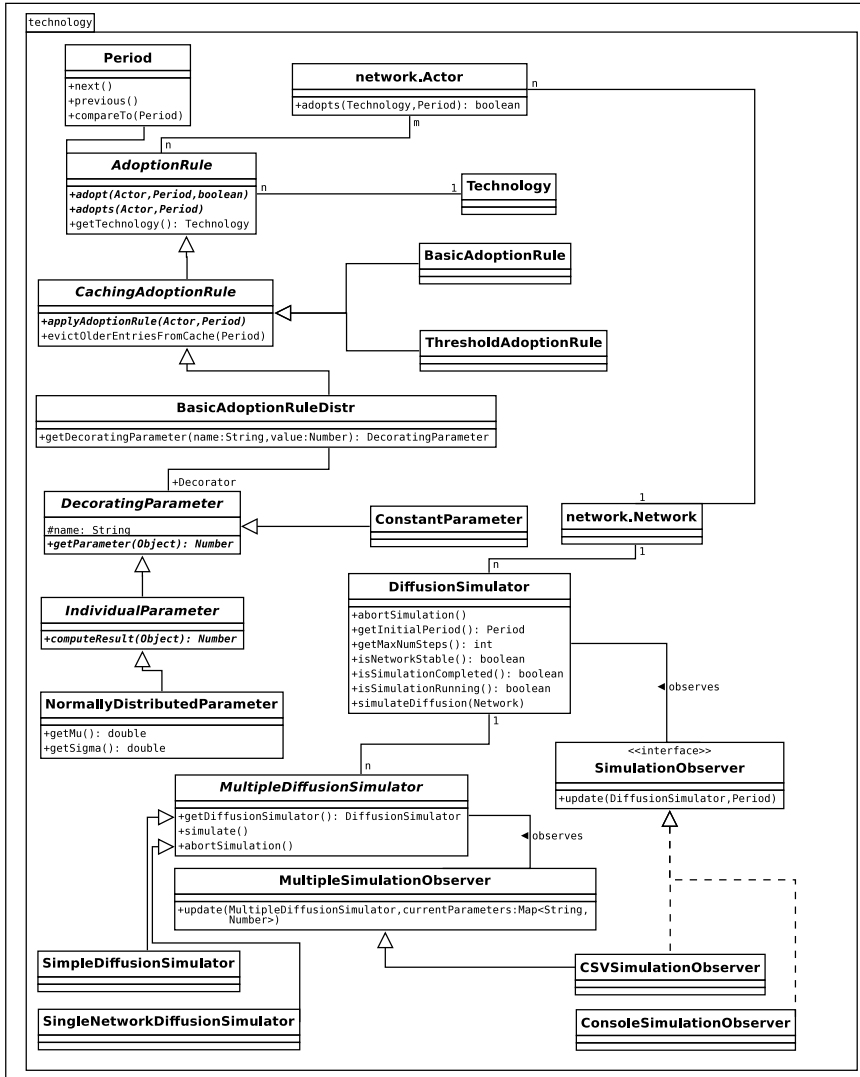 technology
Period
+next()
+previous()
+compareTo(Period)
network.Actor
+adopts(Technology,Period): boolean
n
m
n
AdoptionRule
+adopt(Actor,Period,boolean)
+adopts(Actor,Period)
+getTechnology(): Technology
n
1
Technology
BasicAdoptionRule
CachingAdoptionRule
+applyAdoptionRule(Actor,Period)
+evictOlderEntriesFromCache(Period)
ThresholdAdoptionRule
BasicAdoptionRuleDistr
+getDecoratingParameter(name:String,value:Number): DecoratingParameter
+Decorator
DecoratingParameter
#name: String
+getParameter(Object): Number
ConstantParameter
1
network.Network
1
n
IndividualParameter
+computeResult(Object): Number
DiffusionSimulator
+abortSimulation()
+getInitialPeriod(): Period
+getMaxNumSteps(): int
+isNetworkStable(): boolean
+isSimulationCompleted(): boolean
+isSimulationRunning(): boolean
+simulateDiffusion(Network)
◀ observes
NormallyDistributedParameter
+getMu(): double
+getSigma(): double
1
n
<<interface>>
SimulationObserver
+update(DiffusionSimulator,Period)
MultipleDiffusionSimulator
+getDiffusionSimulator(): DiffusionSimulator
+simulate()
+abortSimulation()
◀ observes
MultipleSimulationObserver
+update(MultipleDiffusionSimulator,currentParameters:Map<String,
Number>)
SimpleDiffusionSimulator
CSVSimulationObserver
SingleNetworkDiffusionSimulator
ConsoleSimulationObserver